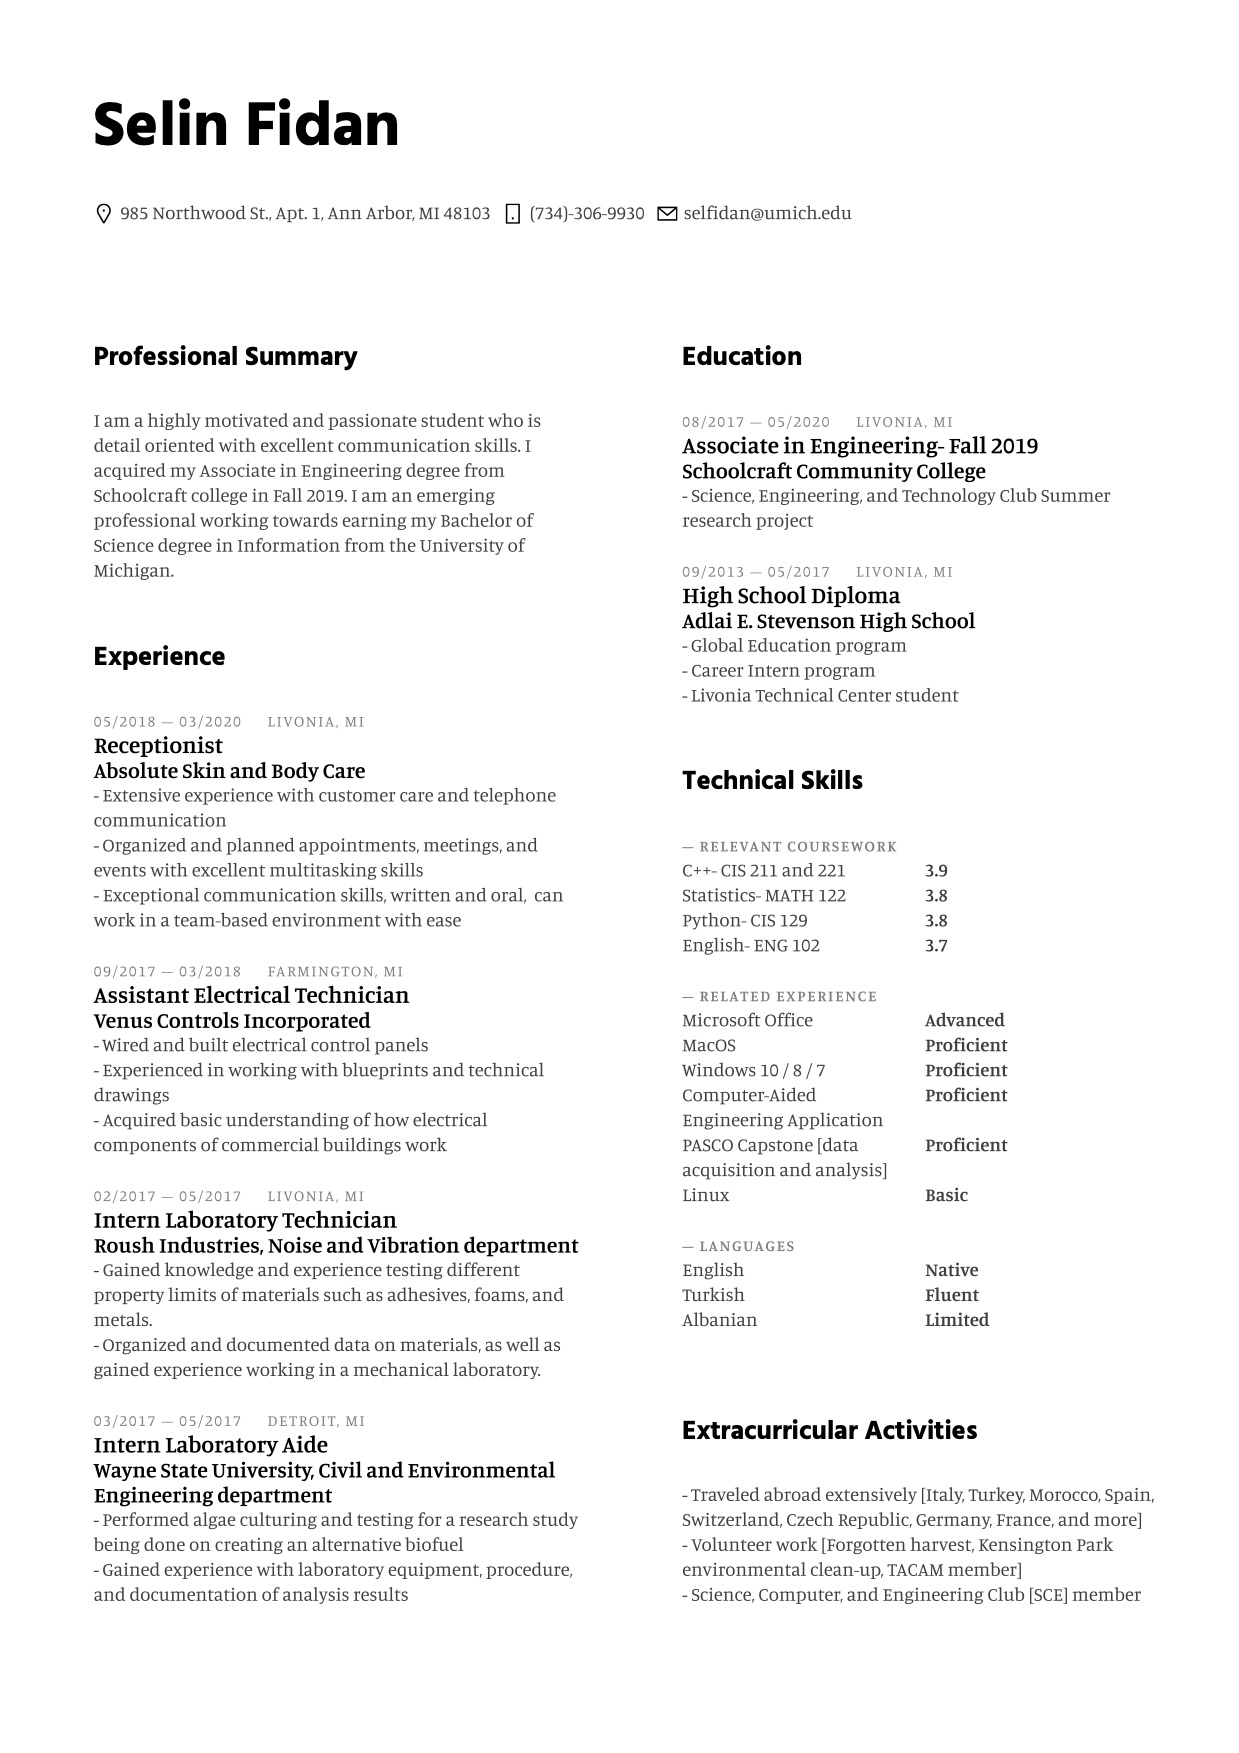 Selin Fidan
985 Northwood St., Apt. 1, Ann Arbor, MI 48103 (734)-306-9930 selfidan@umich.edu
Professional Summary
I am a highly motivated and passionate student who is
detail oriented with excellent communication skills. I
acquired my Associate in Engineering degree from
Schoolcraft college in Fall 2019. I am an emerging
professional working towards earning my Bachelor of
Science degree in Information from the University of
Michigan.
Experience
05/2018 — 03/2020 LIVONIA, MI
Receptionist
Absolute Skin and Body Care
- Extensive experience with customer care and telephone
communication
- Organized and planned appointments, meetings, and
events with excellent multitasking skills
- Exceptional communication skills, written and oral, can
work in a team-based environment with ease
09/2017 — 03/2018 FARMINGTON, MI
Assistant Electrical Technician
Venus Controls Incorporated
- Wired and built electrical control panels
- Experienced in working with blueprints and technical
drawings
- Acquired basic understanding of how electrical
components of commercial buildings work
02/2017 — 05/2017 LIVONIA, MI
Intern Laboratory Technician
Roush Industries, Noise and Vibration department
- Gained knowledge and experience testing different
property limits of materials such as adhesives, foams, and
metals.
- Organized and documented data on materials, as well as
gained experience working in a mechanical laboratory.
03/2017 — 05/2017 DETROIT, MI
Intern Laboratory Aide
Wayne State University, Civil and Environmental
Engineering department
- Performed algae culturing and testing for a research study
being done on creating an alternative biofuel
- Gained experience with laboratory equipment, procedure,
and documentation of analysis results
Education
08/2017 — 05/2020 LIVONIA, MI
Associate in Engineering- Fall 2019
Schoolcraft Community College
- Science, Engineering, and Technology Club Summer
research project
09/2013 — 05/2017 LIVONIA, MI
High School Diploma
Adlai E. Stevenson High School
- Global Education program
- Career Intern program
- Livonia Technical Center student
Technical Skills
— RELEVANT COURSEWORK
C++- CIS 211 and 221 3.9
Statistics- MATH 122 3.8
Python- CIS 129 3.8
English- ENG 102 3.7
— RELATED EXPERIENCE
Microsoft Office Advanced
MacOS Proficient
Windows 10 / 8 / 7 Proficient
Computer-Aided Proficient
Engineering Application
PASCO Capstone [data Proficient
acquisition and analysis]
Linux Basic
— LANGUAGES
English Native
Turkish Fluent
Albanian Limited
Extracurricular Activities
- Traveled abroad extensively [Italy, Turkey, Morocco, Spain,
Switzerland, Czech Republic, Germany, France, and more]
- Volunteer work [Forgotten harvest, Kensington Park
environmental clean-up, TACAM member]
- Science, Computer, and Engineering Club [SCE] member